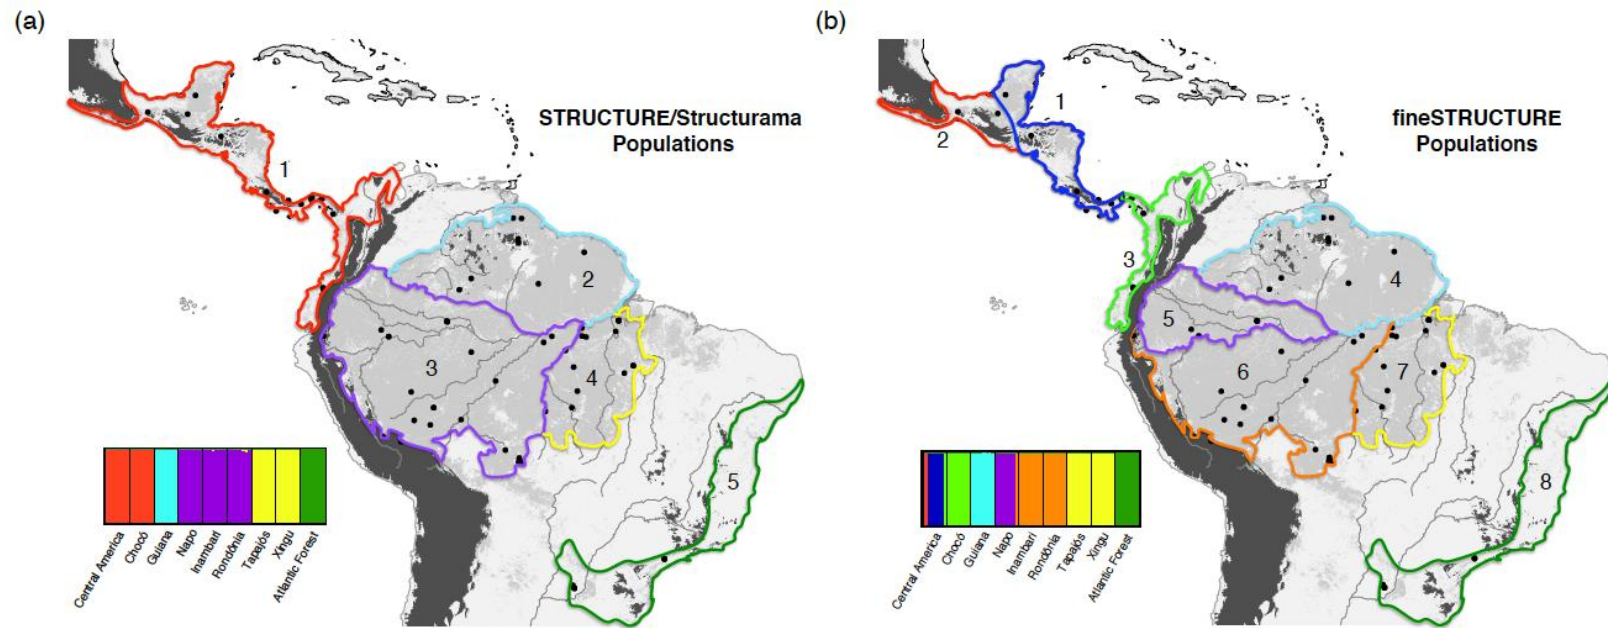 (a)
STRUCTURE/Structurama
Populations
1
2
3
4
5
Central America
Chocó
Guiana
Napo
Inambari
Rondônia
Tapajós
Xingu
Atlantic Forest
(b)
fineSTRUCTURE
Populations
1
2
3
4
5
6
7
8
Central America
Chocó
Guiana
Napo
Inambari
Rondônia
Tapajós
Xingu
Atlantic Forest